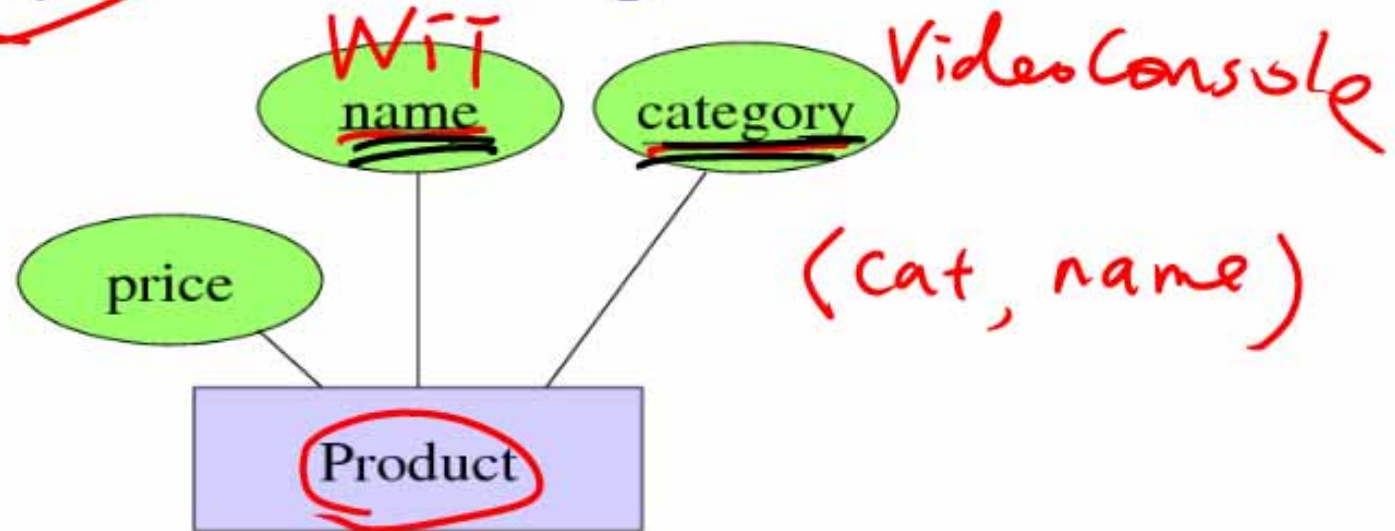 Wii
VideoConsole
name
category
price
(cat, name)
Product